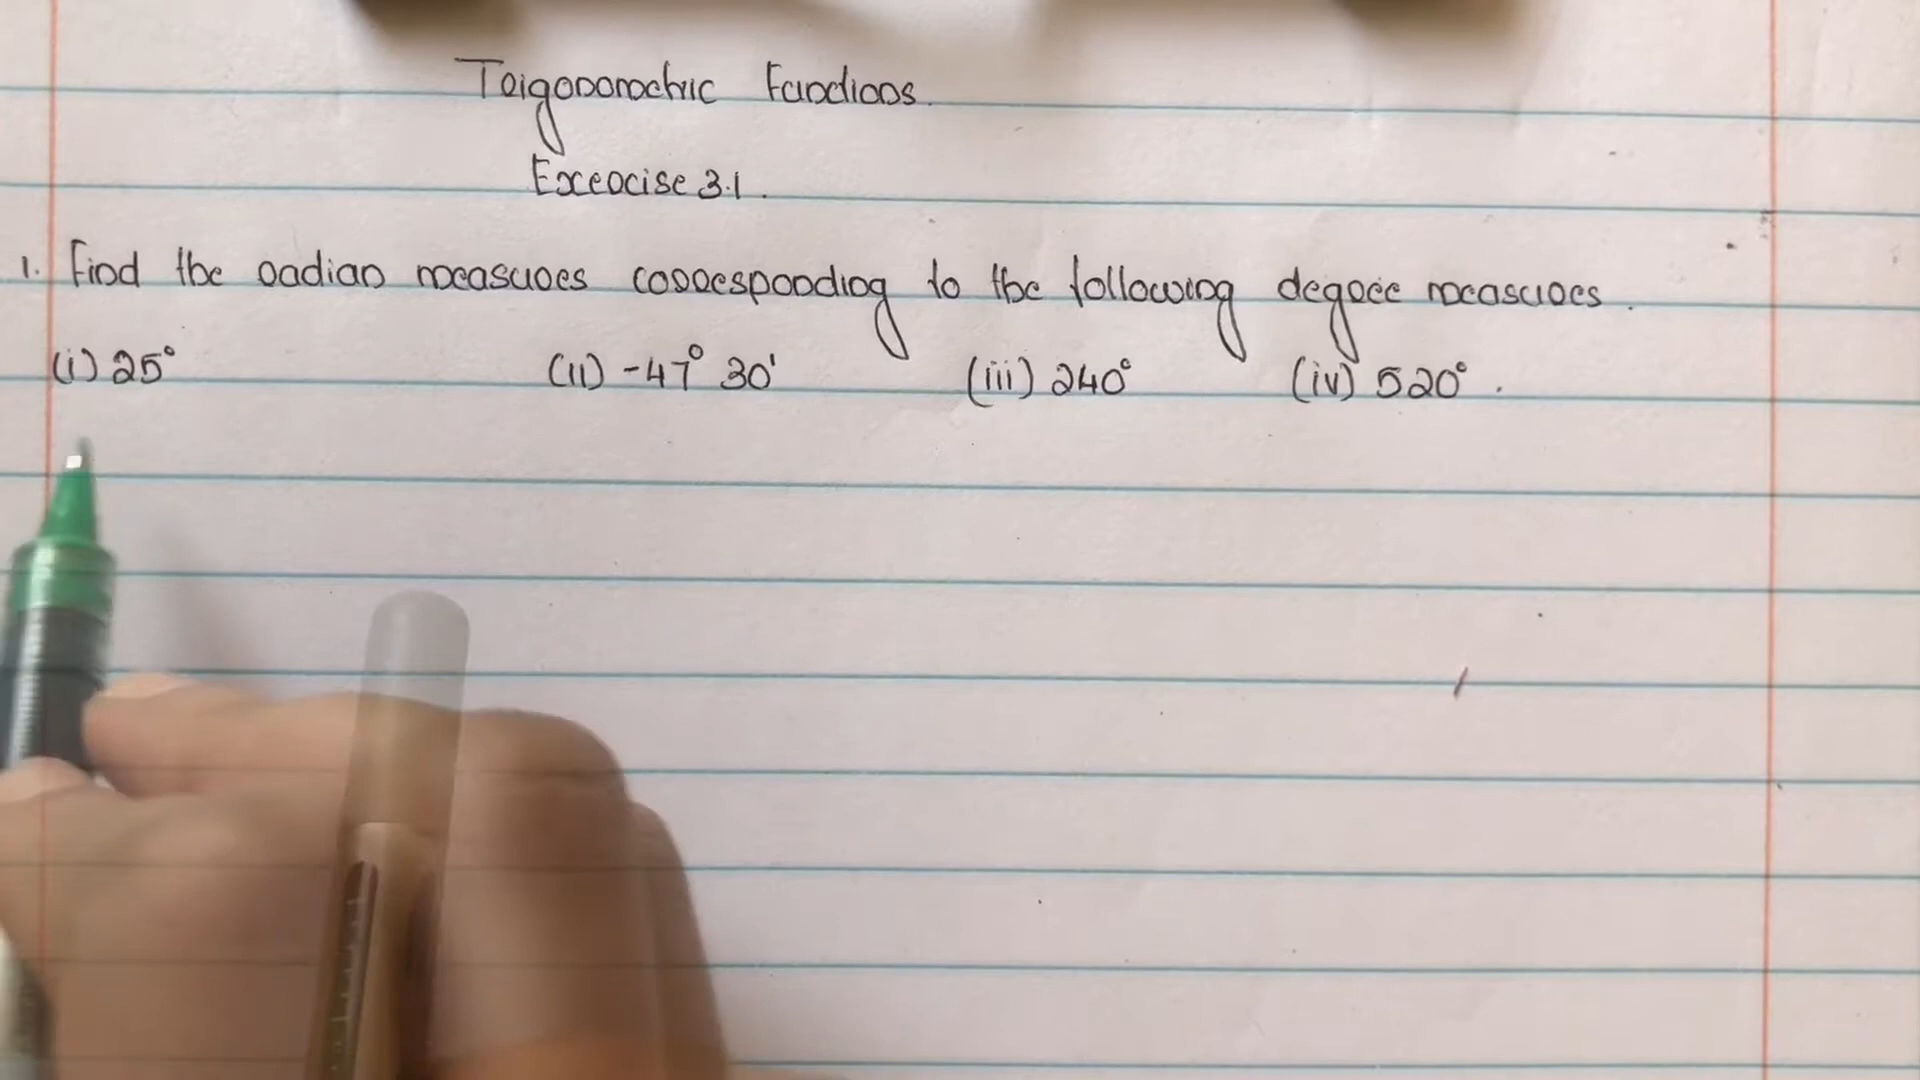 Trigonometric Functions.
Exercise 3.1.
1. Find the radian measures corresponding to the following degree measures.
(i) 25° (ii) -47° 30' (iii) 240° (iv) 520°.